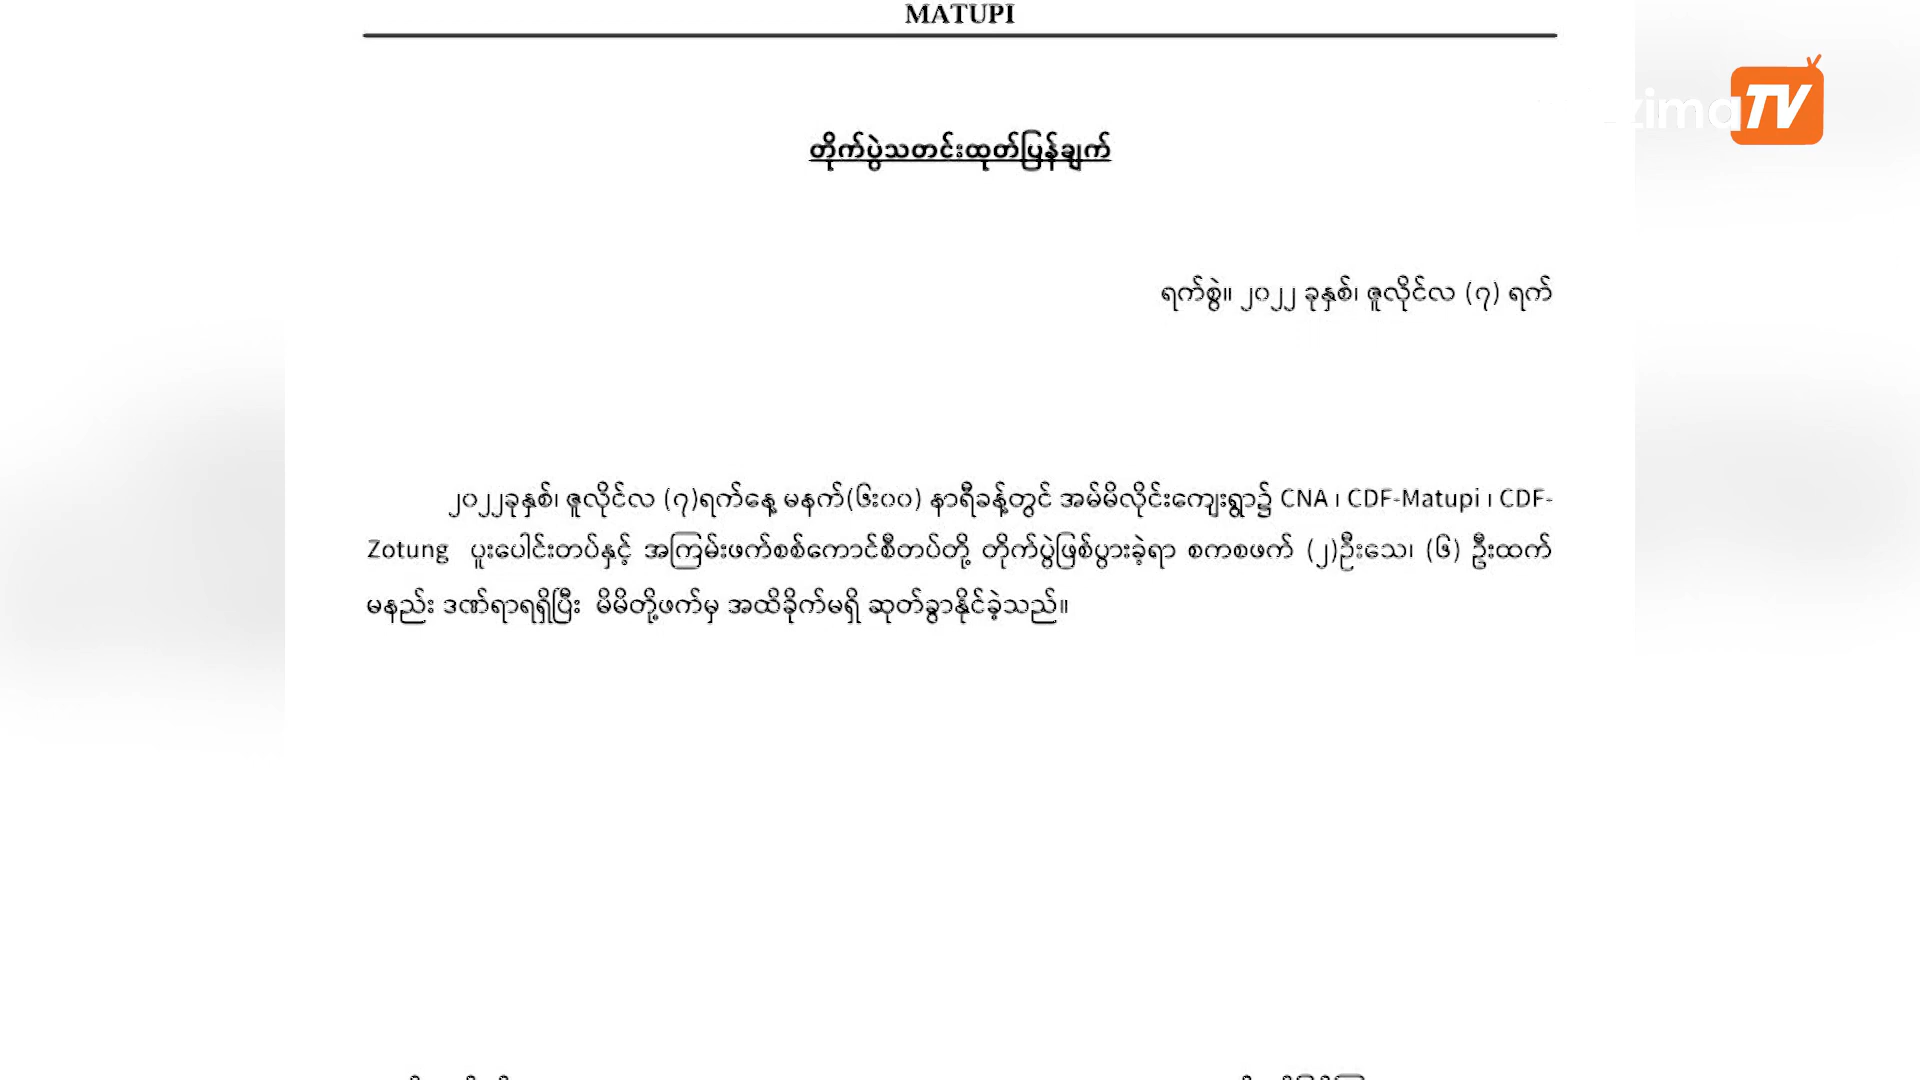 MATUPI
zimaTV
တိုက်ပွဲသတင်းထုတ်ပြန်ချက်
ရက်စွဲ။ ၂၀၂၂ ခုနှစ်၊ ဇူလိုင်လ (၇) ရက်
၂၀၂၂ခုနှစ်၊ ဇူလိုင်လ (၇)ရက်နေ့ မနက်(၆း၀၀) နာရီခန့်တွင် အမ်မိလိုင်းကျေးရွာ၌ CNA ၊ CDF-Matupi ၊ CDF-
Zotung ပူးပေါင်းတပ်နှင့် အကြမ်းဖက်စစ်ကောင်စီတပ်တို့ တိုက်ပွဲဖြစ်ပွားခဲ့ရာ စကစဖက် (၂)ဦးသေ၊ (၆) ဦးထက်
မနည်း ဒဏ်ရာရရှိပြီး မိမိတို့ဖက်မှ အထိခိုက်မရှိ ဆုတ်ခွာနိုင်ခဲ့သည်။